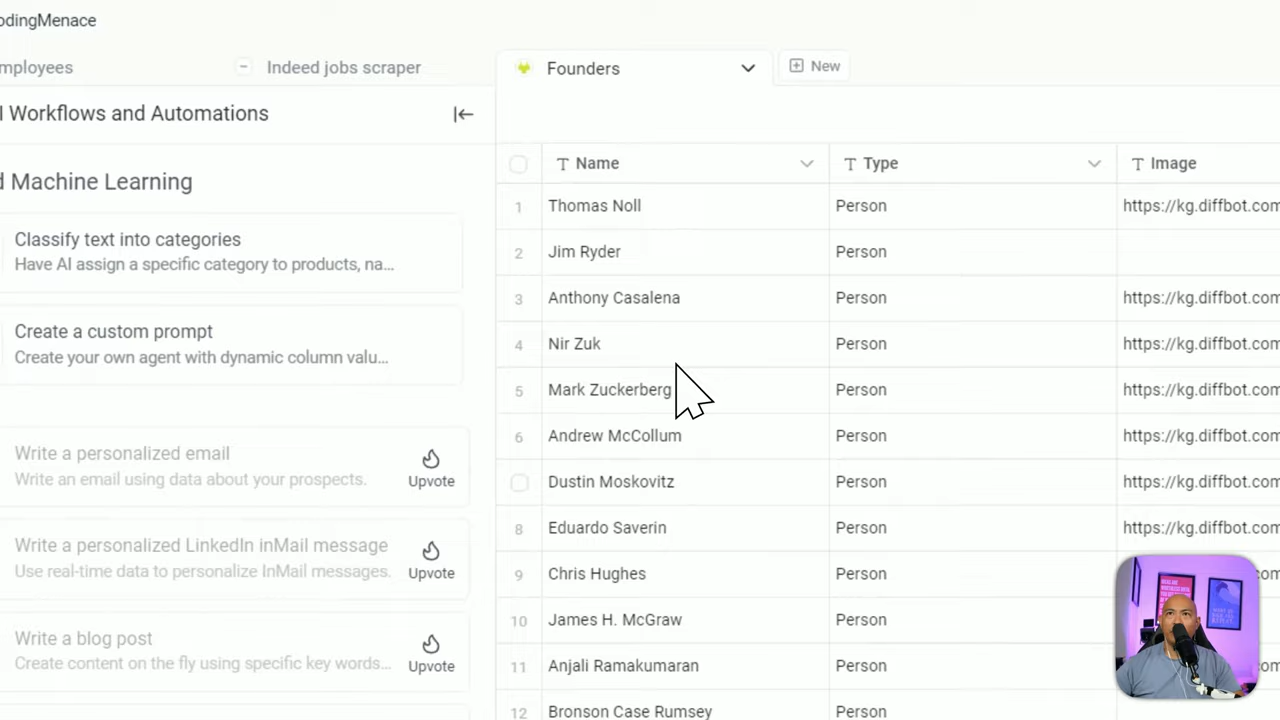 odingMenace
mployees
Indeed jobs scraper
Founders
New
l Workflows and Automations
d Machine Learning
Classify text into categories
Have AI assign a specific category to products, na...
Create a custom prompt
Create your own agent with dynamic column valu...
Write a personalized email
Write an email using data about your prospects.
Upvote
Write a personalized LinkedIn inMail message
Use real-time data to personalize InMail messages.
Upvote
Write a blog post
Create content on the fly using specific key words...
Upvote
Name Type Image
1 Thomas Noll Person https://kg.diffbot.com
2 Jim Ryder Person
3 Anthony Casalena Person https://kg.diffbot.com
4 Nir Zuk Person https://kg.diffbot.com
5 Mark Zuckerberg Person https://kg.diffbot.com
6 Andrew McCollum Person https://kg.diffbot.com
Dustin Moskovitz Person https://kg.diffbot.com
8 Eduardo Saverin Person https://kg.diffbot.com
9 Chris Hughes Person
10 James H. McGraw Person
11 Anjali Ramakumaran Person
12 Bronson Case Rumsey Person